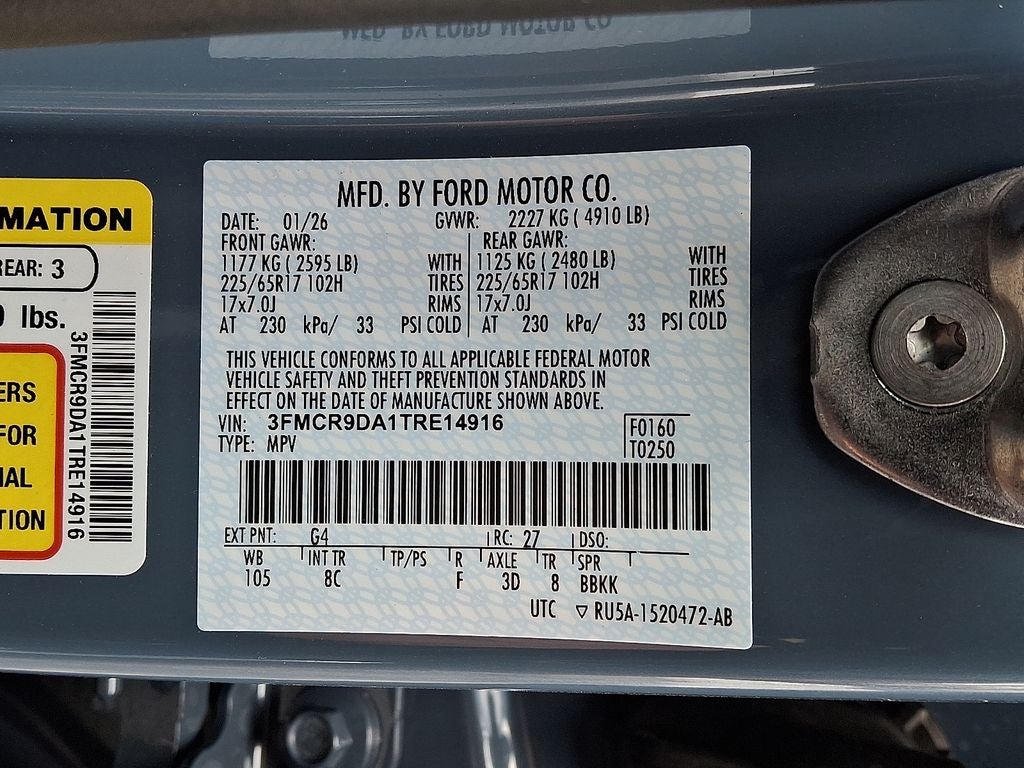 MFD. BY FORD MOTOR CO.
DATE: 01/26 GVWR: 2227 KG ( 4910 LB)
FRONT GAWR: REAR GAWR:
1177 KG ( 2595 LB) WITH 1125 KG ( 2480 LB) WITH
225/65R17 102H TIRES 225/65R17 102H TIRES
17x7.0J RIMS 17x7.0J RIMS
AT 230 kPa/ 33 PSI COLD AT 230 kPa/ 33 PSI COLD
THIS VEHICLE CONFORMS TO ALL APPLICABLE FEDERAL MOTOR
VEHICLE SAFETY AND THEFT PREVENTION STANDARDS IN
EFFECT ON THE DATE OF MANUFACTURE SHOWN ABOVE.
VIN: 3FMCR9DA1TRE14916 F0160
TYPE: MPV T0250
EXT PNT: G4 RC: 27 DSO:
WB INT TR TP/PS R AXLE TR SPR
105 8C F 3D 8 BBKK
UTC ▽ RU5A-1520472-AB
MATION
REAR: 3
lbs.
3FMCR9DA1TRE14916
ERS
FOR
IAL
TION